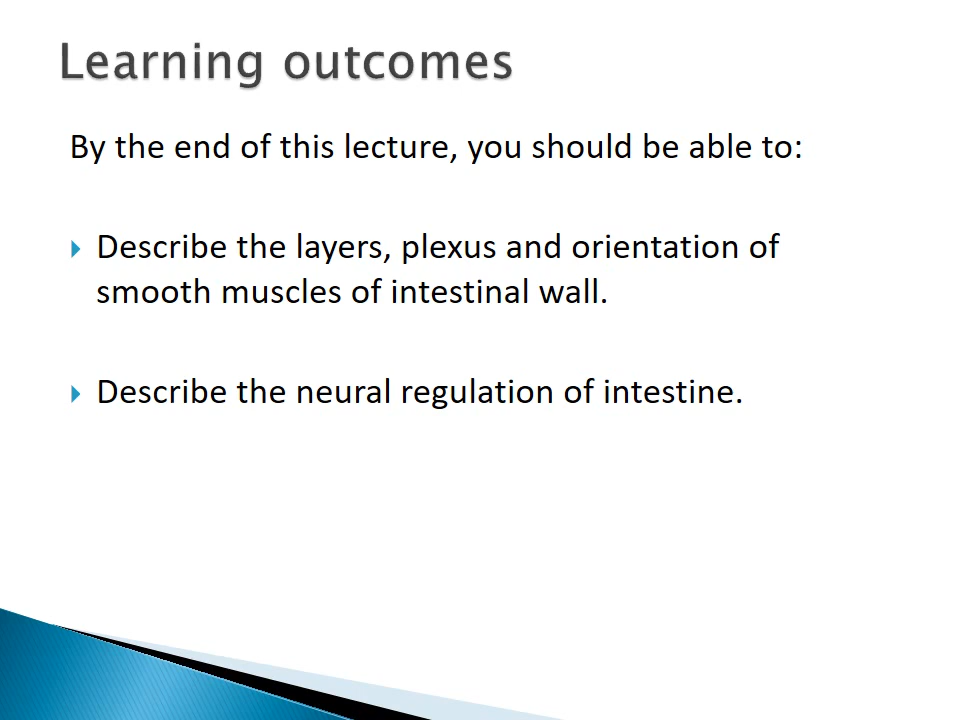 Learning outcomes
By the end of this lecture, you should be able to:
Describe the layers, plexus and orientation of
smooth muscles of intestinal wall.
Describe the neural regulation of intestine.